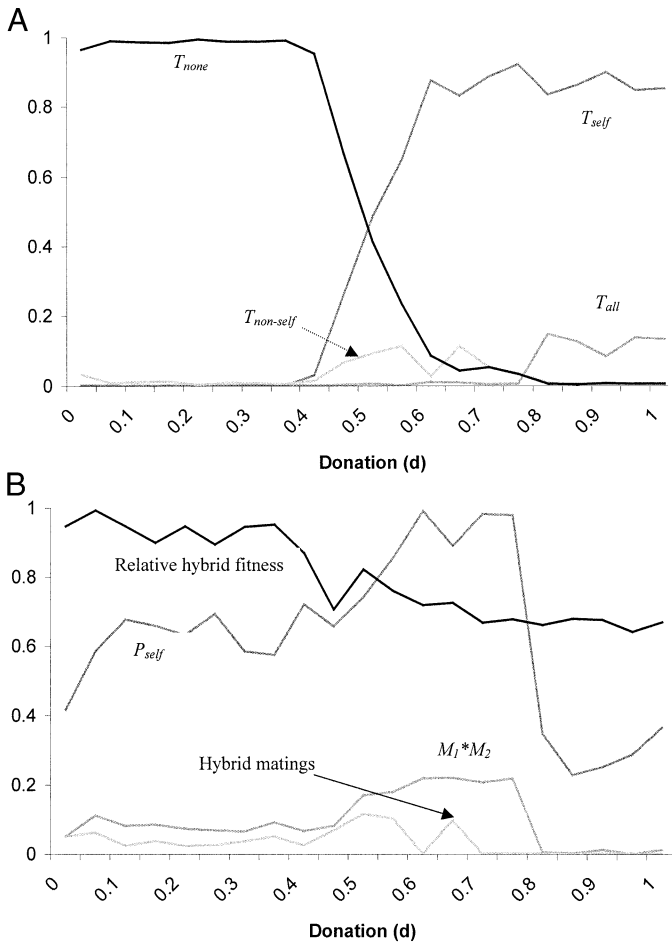 A
1
T_none
0.8
T_self
0.6
0.4
T_all
T_non-self
0.2
0
0 0.1 0.2 0.3 0.4 0.5 0.6 0.7 0.8 0.9 1
Donation (d)
B
1
Relative hybrid fitness
0.8
P_self
0.6
0.4
M_1*M_2
Hybrid matings
0.2
0
0 0.1 0.2 0.3 0.4 0.5 0.6 0.7 0.8 0.9 1
Donation (d)